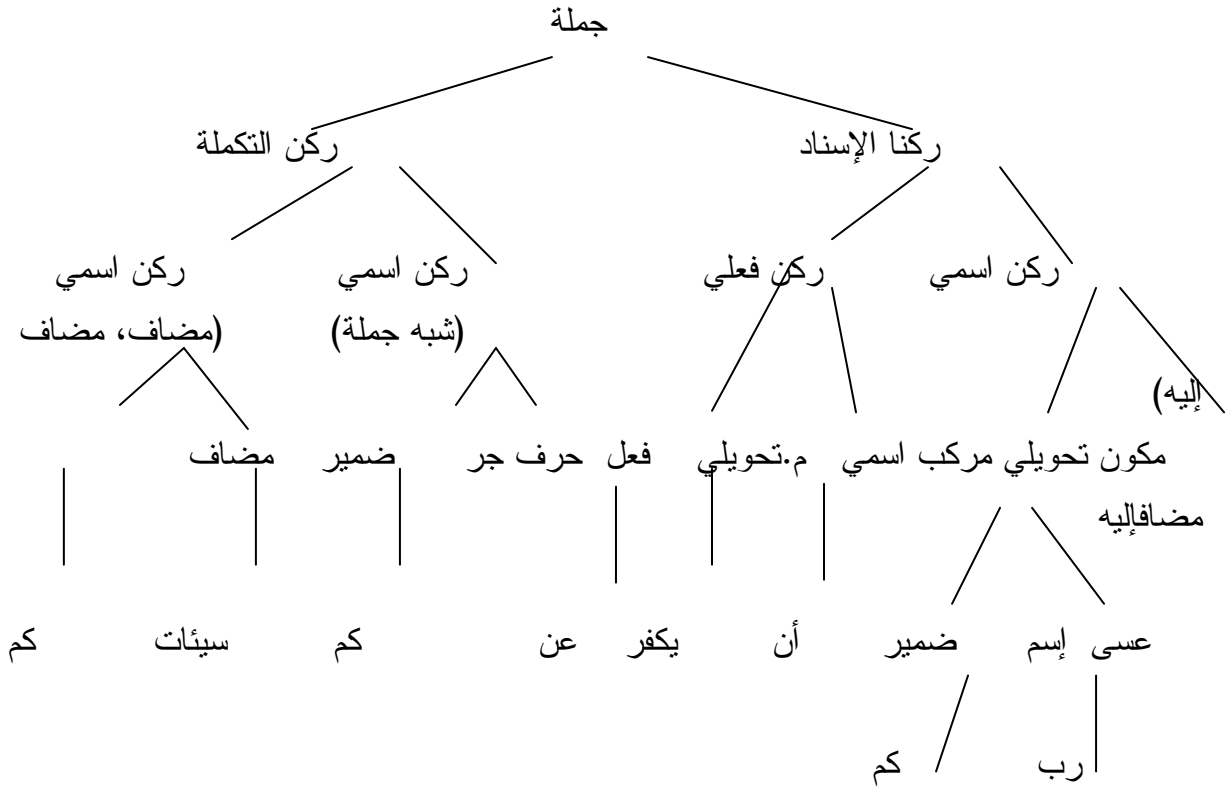 جملة
ركنا الإسناد ركن التكملة
ركن اسمي ركن فعلي ركن اسمي ركن اسمي
(شبه جملة) (مضاف، مضاف
إليه)
مكون تحويلي مركب اسمي م.تحويلي فعل حرف جر ضمير مضاف
مضافإليه
عسى إسم ضمير أن يكفر عن كم سيئات كم
رب كم